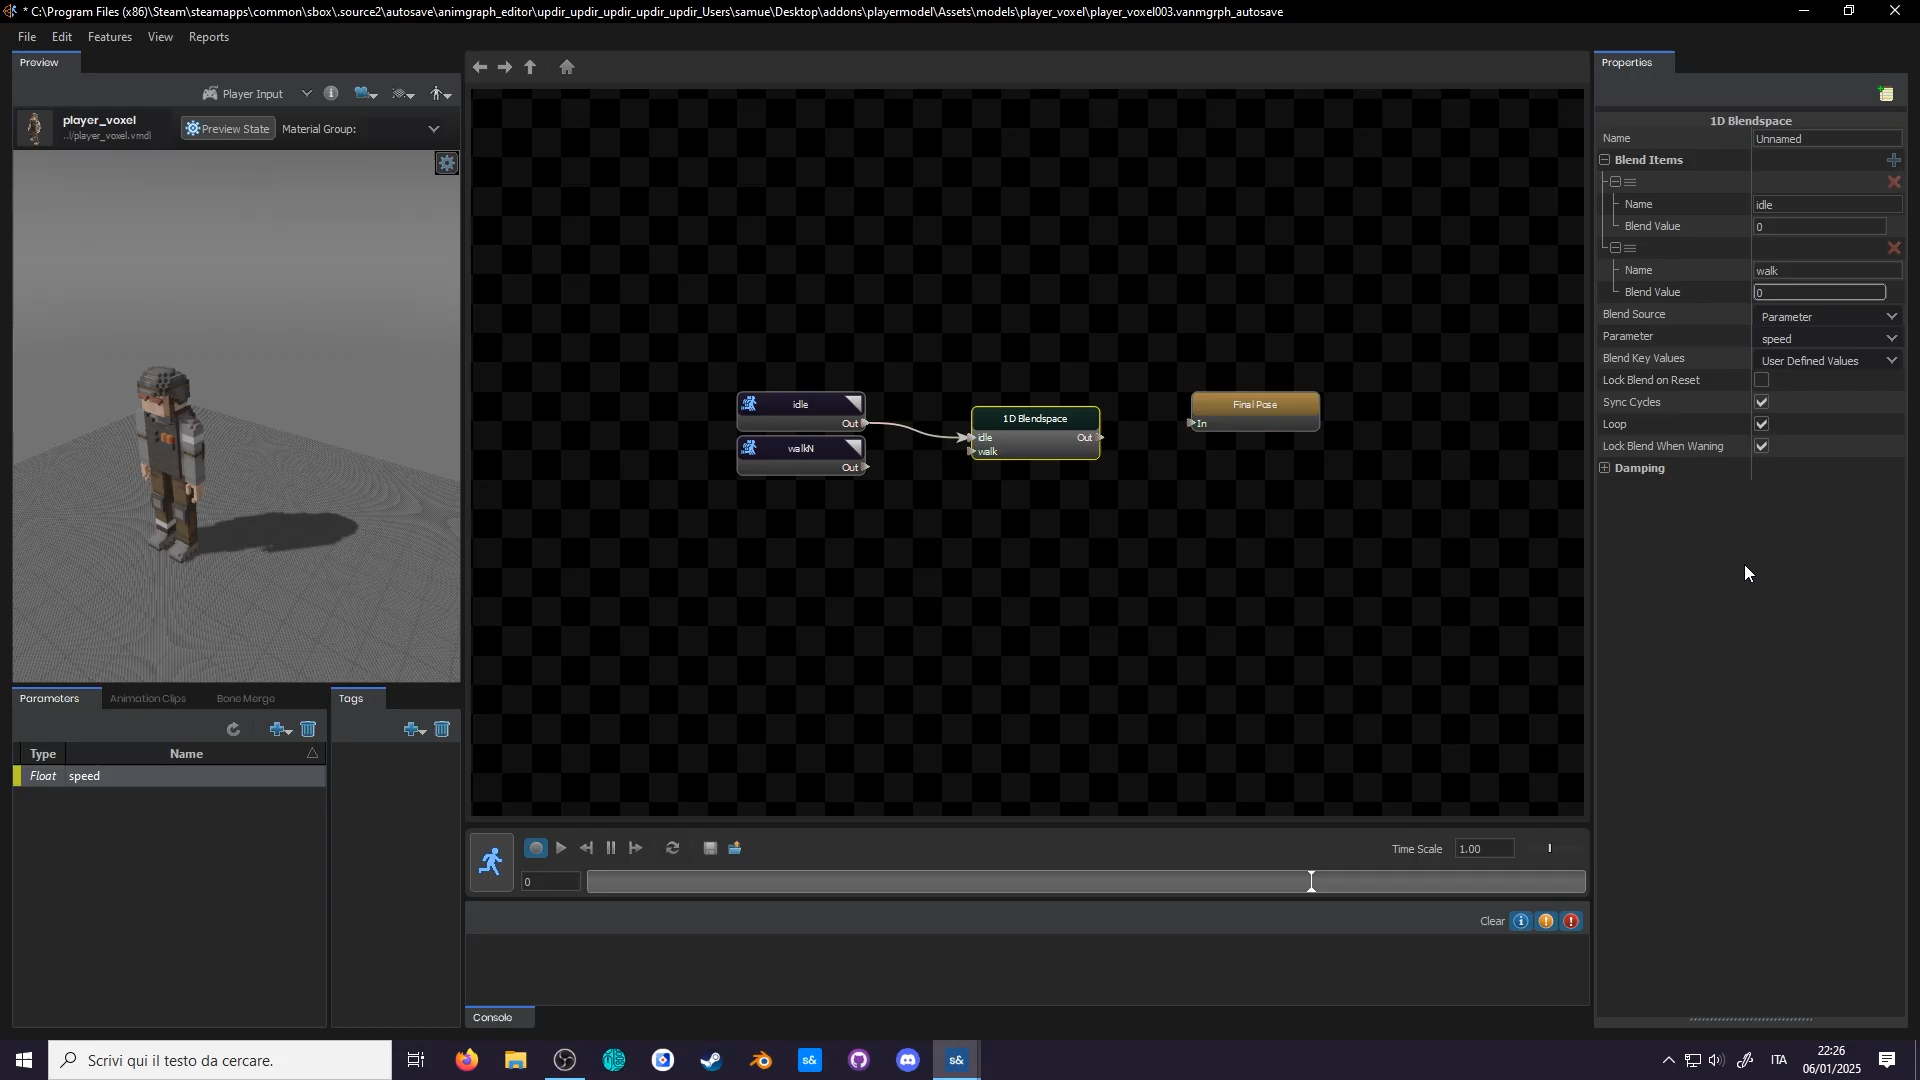 * C:\Program Files (x86)\Steam\steamapps\common\sbox\.source2\autosave\animgraph_editor\updir_updir_updir_updir_updir_Users\samue\Desktop\addons\playermodel\Assets\models\player_voxel\player_voxel003.vanmgrph_autosave
File Edit Features View Reports
Preview
Player Input
player_voxel
../player_voxel.vmdl
Preview State
Material Group:
idle
Out
walkN
Out
1D Blendspace
idle Out
walk
Final Pose
In
Properties
1D Blendspace
Name Unnamed
Blend Items
Name idle
Blend Value 0
Name walk
Blend Value 0
Blend Source Parameter
Parameter speed
Blend Key Values User Defined Values
Lock Blend on Reset
Sync Cycles
Loop
Lock Blend When Waning
Damping
Parameters Animation Clips Bone Merge
Type Name
Float speed
Tags
Time Scale 1.00
0
Clear
Console
Scrivi qui il testo da cercare.
s&
s&
ITA
22:26
06/01/2025